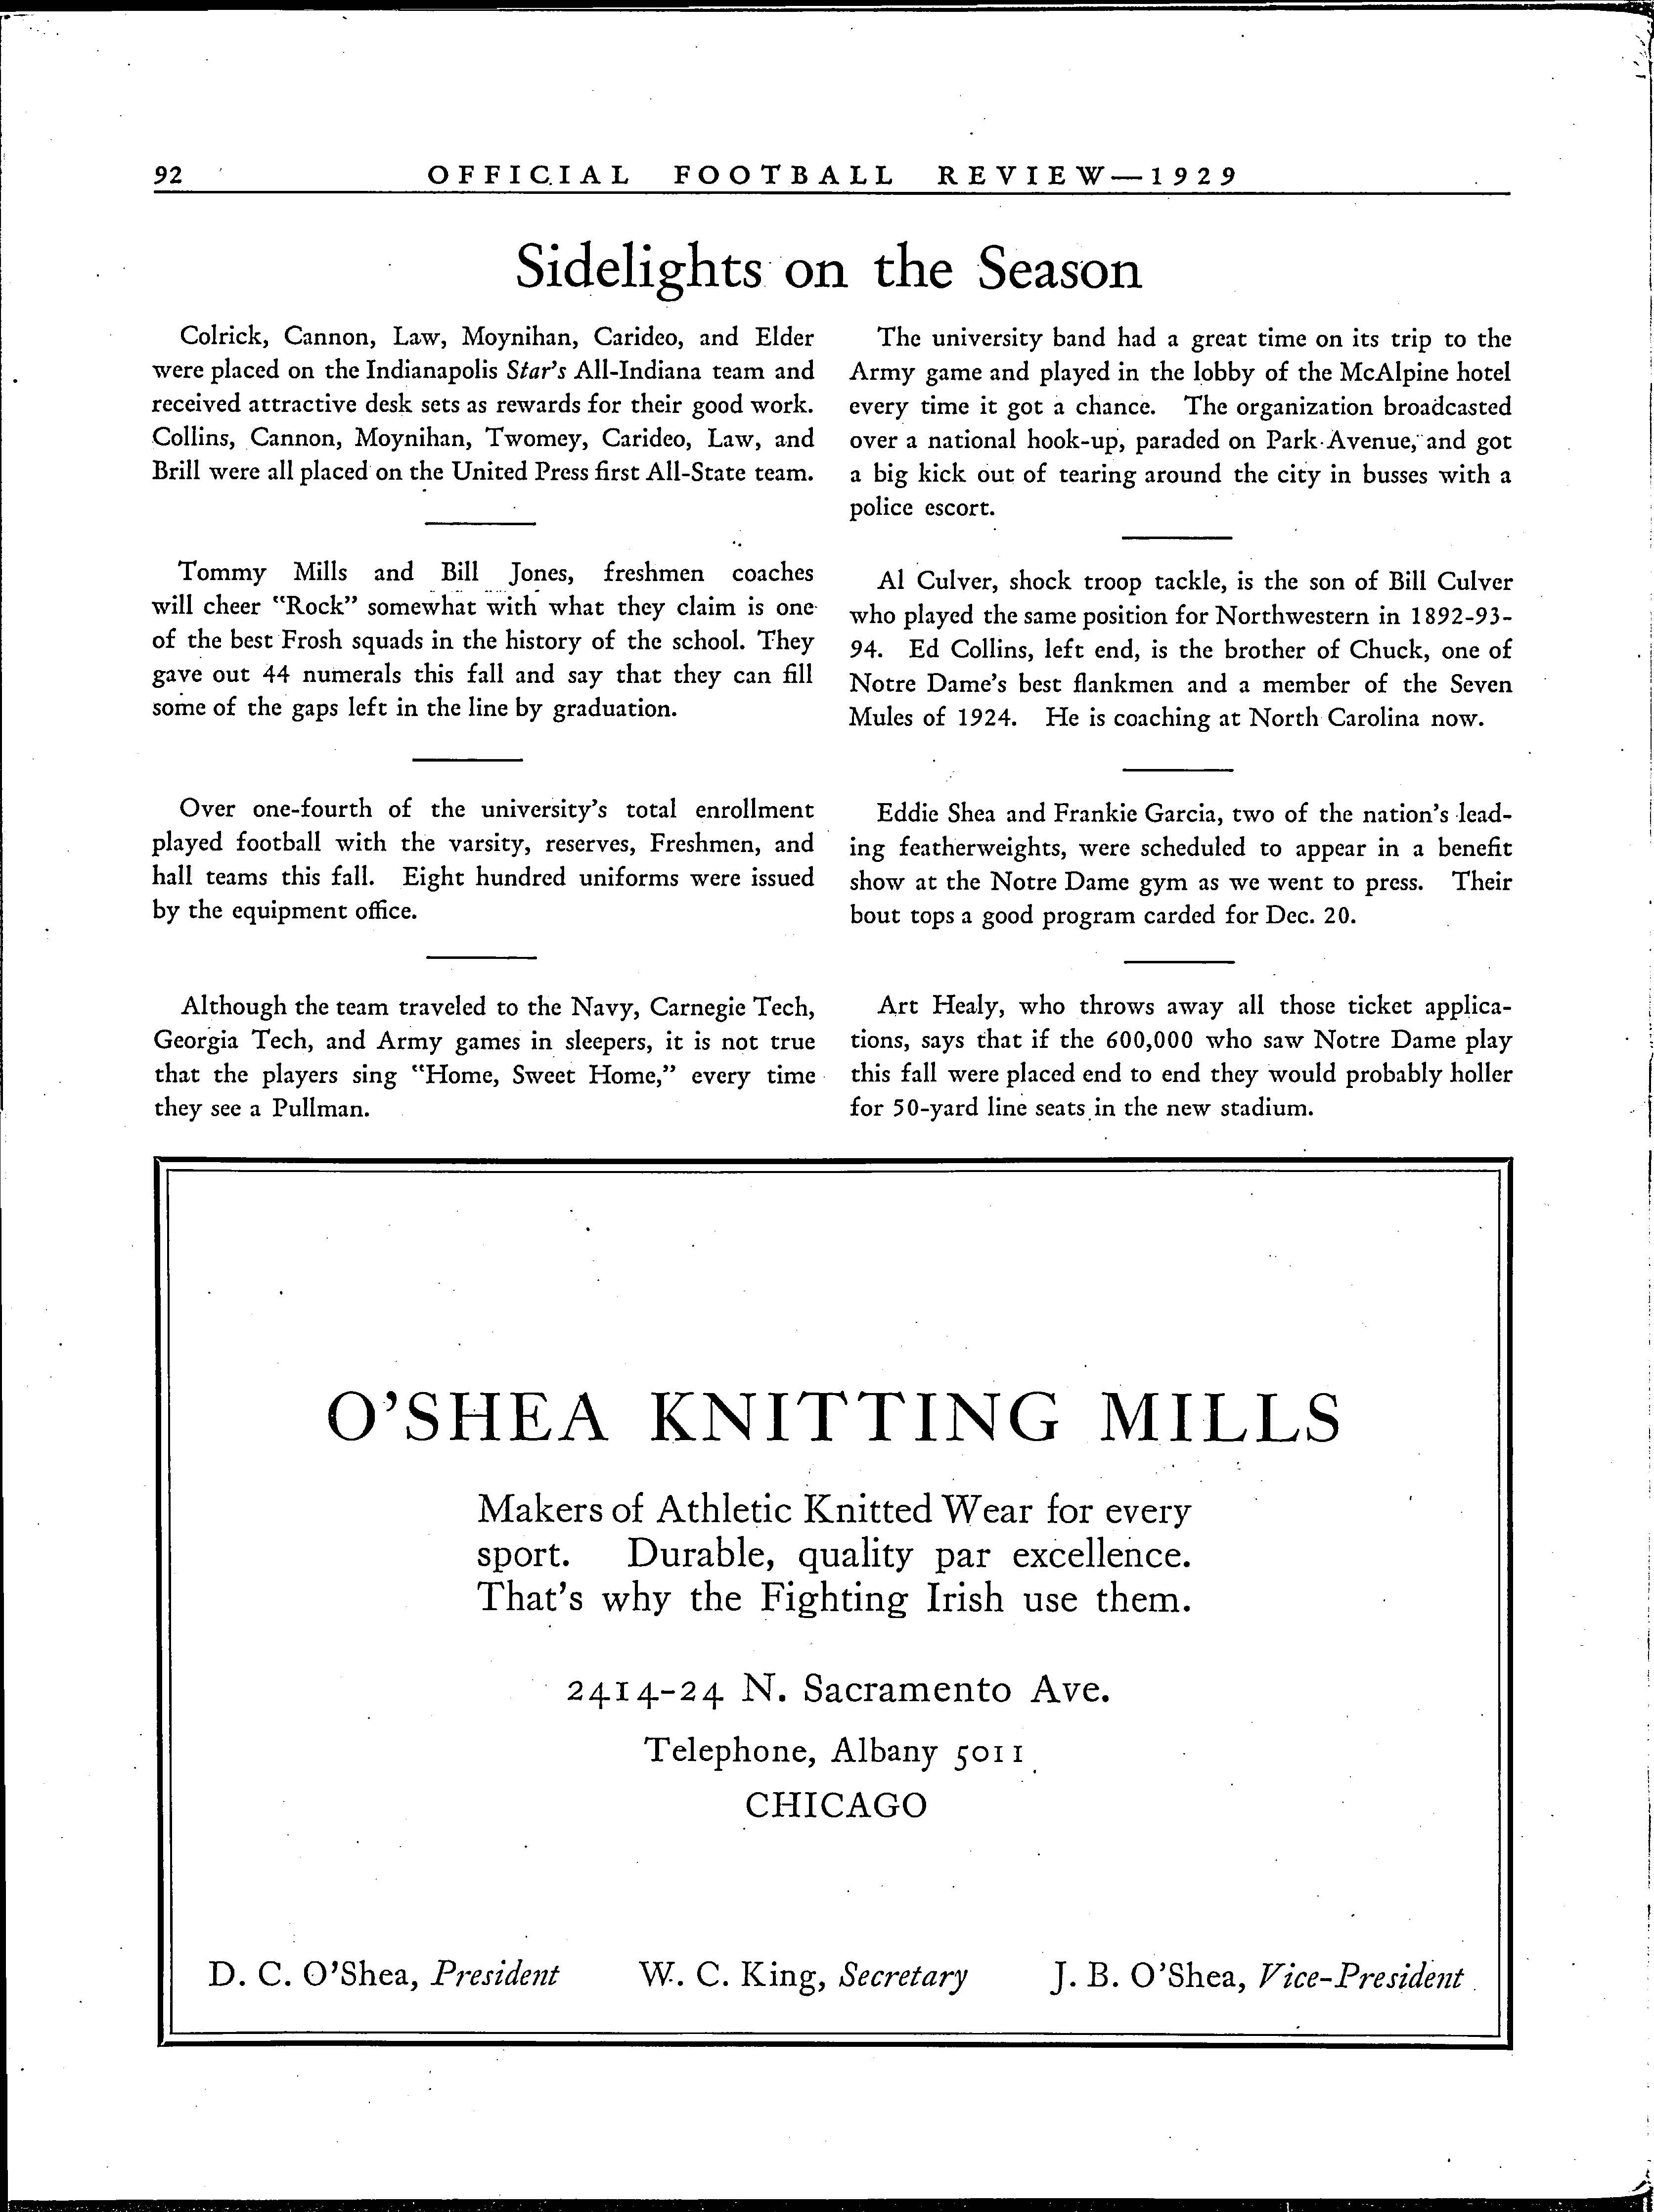 92
OFFICIAL FOOTBALL REVIEW—1929
Sidelights on the Season
Colrick, Cannon, Law, Moynihan, Carideo, and Elder
were placed on the Indianapolis Star's All-Indiana team and
received attractive desk sets as rewards for their good work.
Collins, Cannon, Moynihan, Twomey, Carideo, Law, and
Brill were all placed on the United Press first All-State team.
Tommy Mills and Bill Jones, freshmen coaches
will cheer "Rock" somewhat with what they claim is one
of the best Frosh squads in the history of the school. They
gave out 44 numerals this fall and say that they can fill
some of the gaps left in the line by graduation.
Over one-fourth of the university's total enrollment
played football with the varsity, reserves, Freshmen, and
hall teams this fall. Eight hundred uniforms were issued
by the equipment office.
Although the team traveled to the Navy, Carnegie Tech,
Georgia Tech, and Army games in sleepers, it is not true
that the players sing "Home, Sweet Home," every time
they see a Pullman.
The university band had a great time on its trip to the
Army game and played in the lobby of the McAlpine hotel
every time it got a chance. The organization broadcasted
over a national hook-up, paraded on Park Avenue, and got
a big kick out of tearing around the city in busses with a
police escort.
Al Culver, shock troop tackle, is the son of Bill Culver
who played the same position for Northwestern in 1892-93-
94. Ed Collins, left end, is the brother of Chuck, one of
Notre Dame's best flankmen and a member of the Seven
Mules of 1924. He is coaching at North Carolina now.
Eddie Shea and Frankie Garcia, two of the nation's lead-
ing featherweights, were scheduled to appear in a benefit
show at the Notre Dame gym as we went to press. Their
bout tops a good program carded for Dec. 20.
Art Healy, who throws away all those ticket applica-
tions, says that if the 600,000 who saw Notre Dame play
this fall were placed end to end they would probably holler
for 50-yard line seats in the new stadium.
O'SHEA KNITTING MILLS
Makers of Athletic Knitted Wear for every
sport. Durable, quality par excellence.
That's why the Fighting Irish use them.
2414-24 N. Sacramento Ave.
Telephone, Albany 5011
CHICAGO
D. C. O'Shea, President W. C. King, Secretary J. B. O'Shea, Vice-President